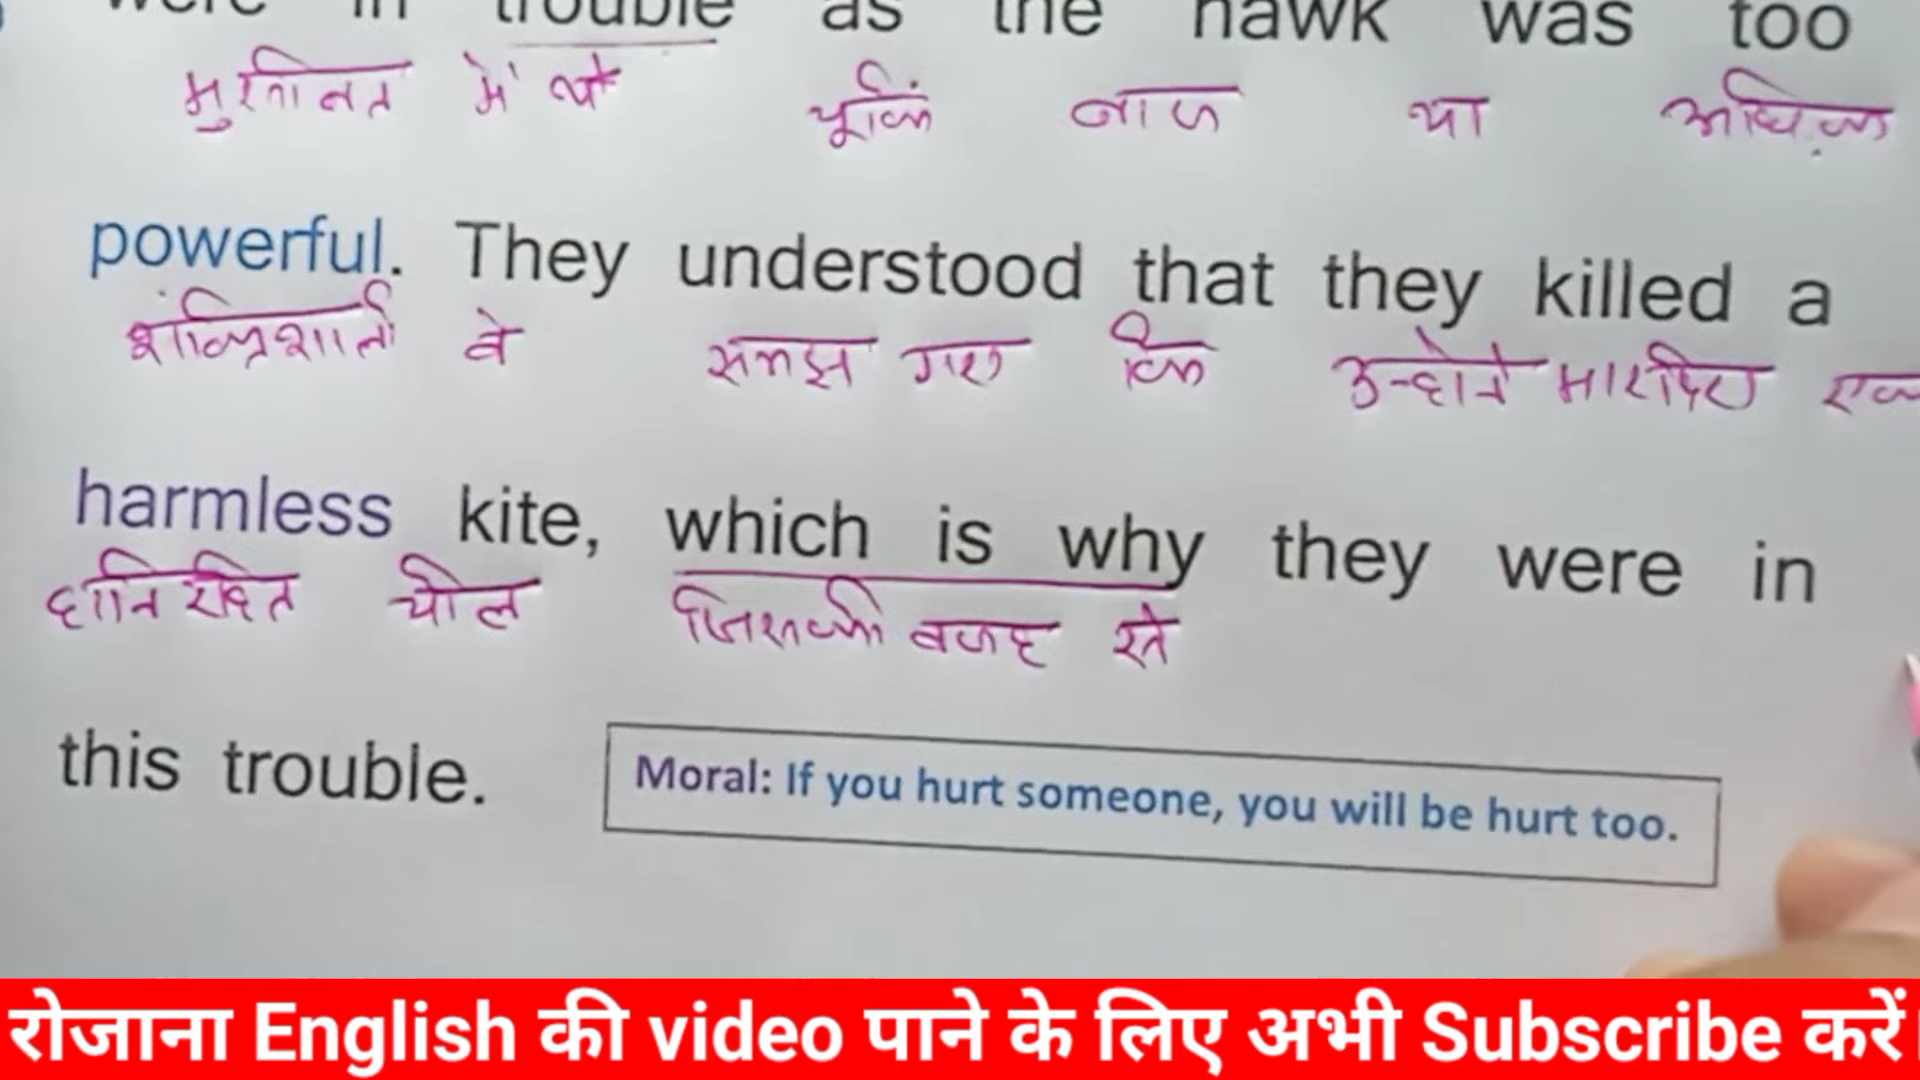 were in trouble as the hawk was too
मुसीबत में थे चूंकि बाज था अधिक
powerful. They understood that they killed a
शक्तिशाली वे समझ गए कि उन्होंने मार दिया एक
harmless kite, which is why they were in
हानि रहित चील जिसकी वजह से
this trouble.
Moral: If you hurt someone, you will be hurt too.
रोजाना English की video पाने के लिए अभी Subscribe करें।